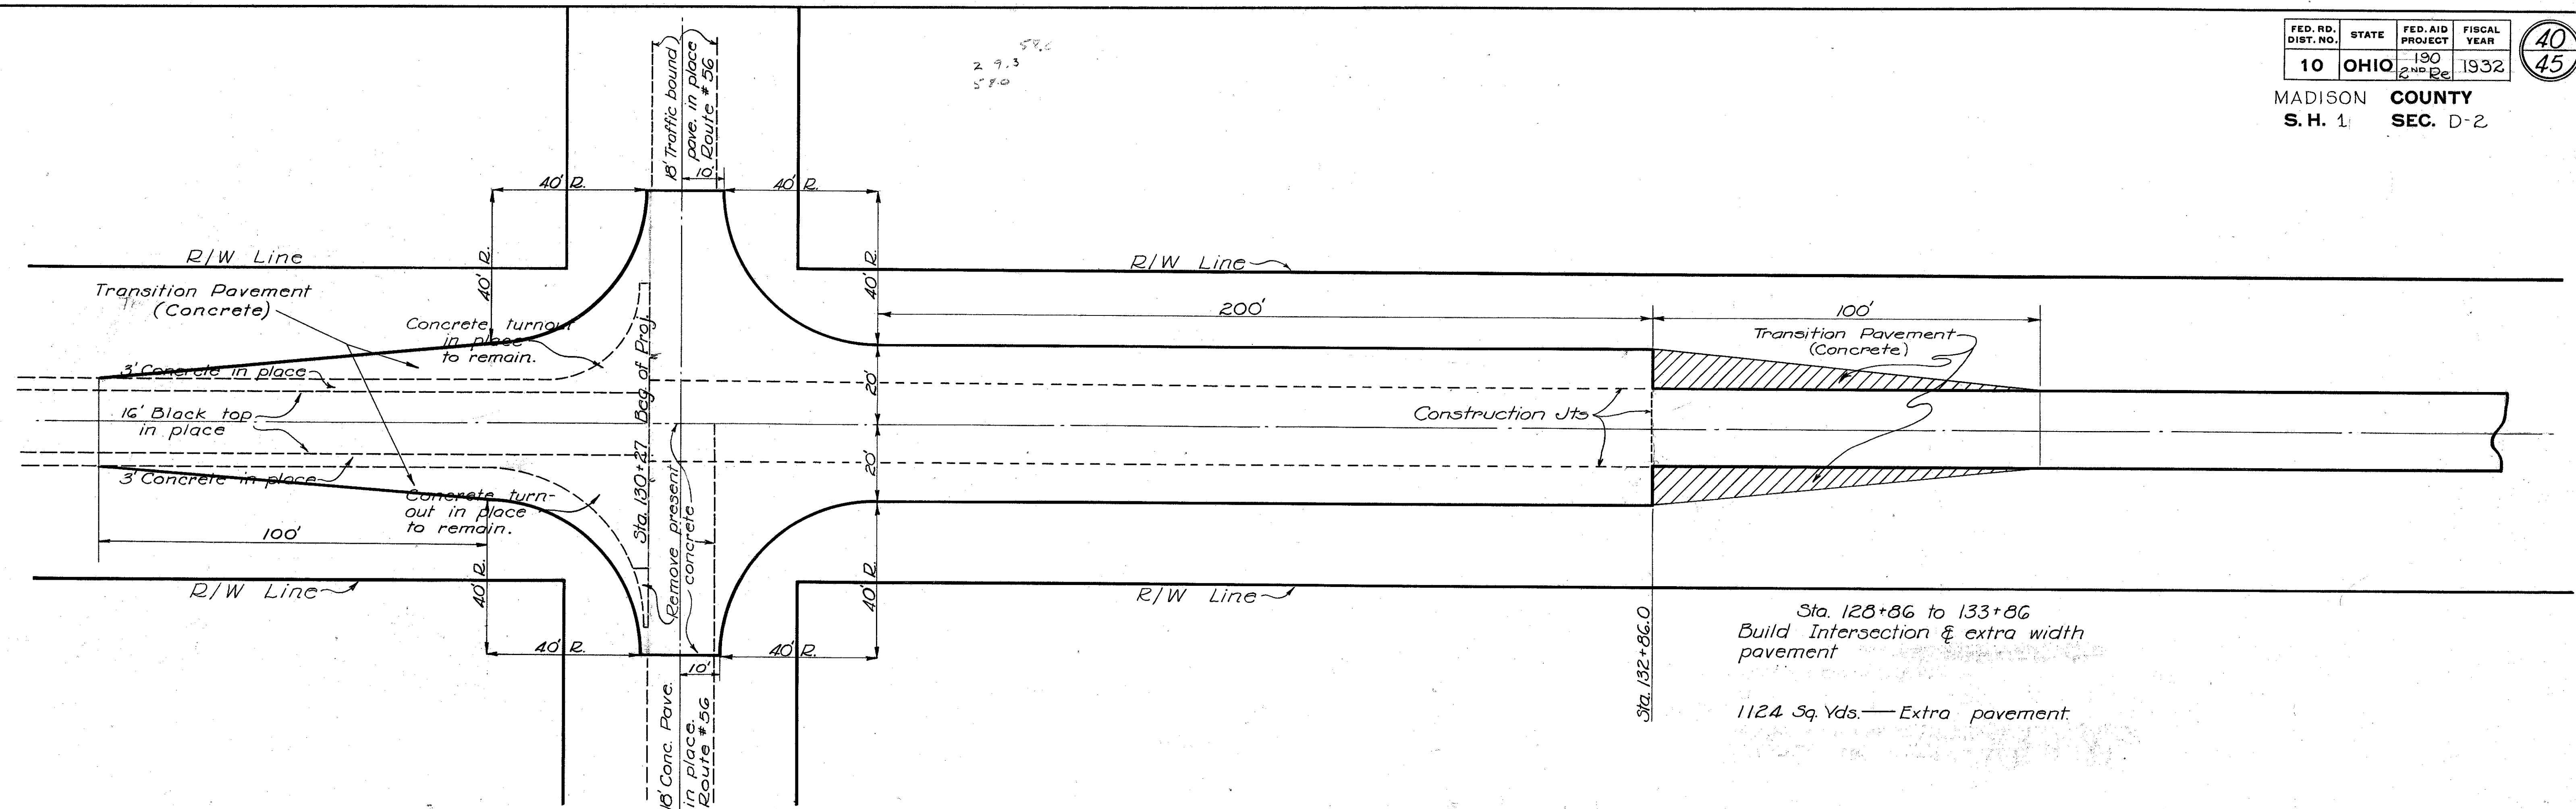 FED. RD. DIST. NO. STATE FED. AID PROJECT FISCAL YEAR
10 OHIO 190 2ND Re 1932
40
45
MADISON COUNTY
S. H. 1 SEC. D-2
29.3
58.0
18' Traffic bound
pave. in place
Route #56
10'
40' R.
40' R.
40' R.
40' R.
R/W Line
R/W Line
Transition Pavement
(Concrete)
Concrete turnout
in place
to remain.
200'
100'
Transition Pavement
(Concrete)
3' Concrete in place
16' Black top
in place
3' Concrete in place
Concrete turn-
out in place
to remain.
100'
Sta. 130+27 Beg. of Proj.
Remove present
concrete
20'
20'
Construction Jts
40' R.
40' R.
40' R.
40' R.
10'
R/W Line
R/W Line
18' Conc. Pave.
in place.
Route #56
Sta. 132+86.0
Sta. 128+86 to 133+86
Build Intersection & extra width
pavement
1124 Sq. Yds. — Extra pavement.